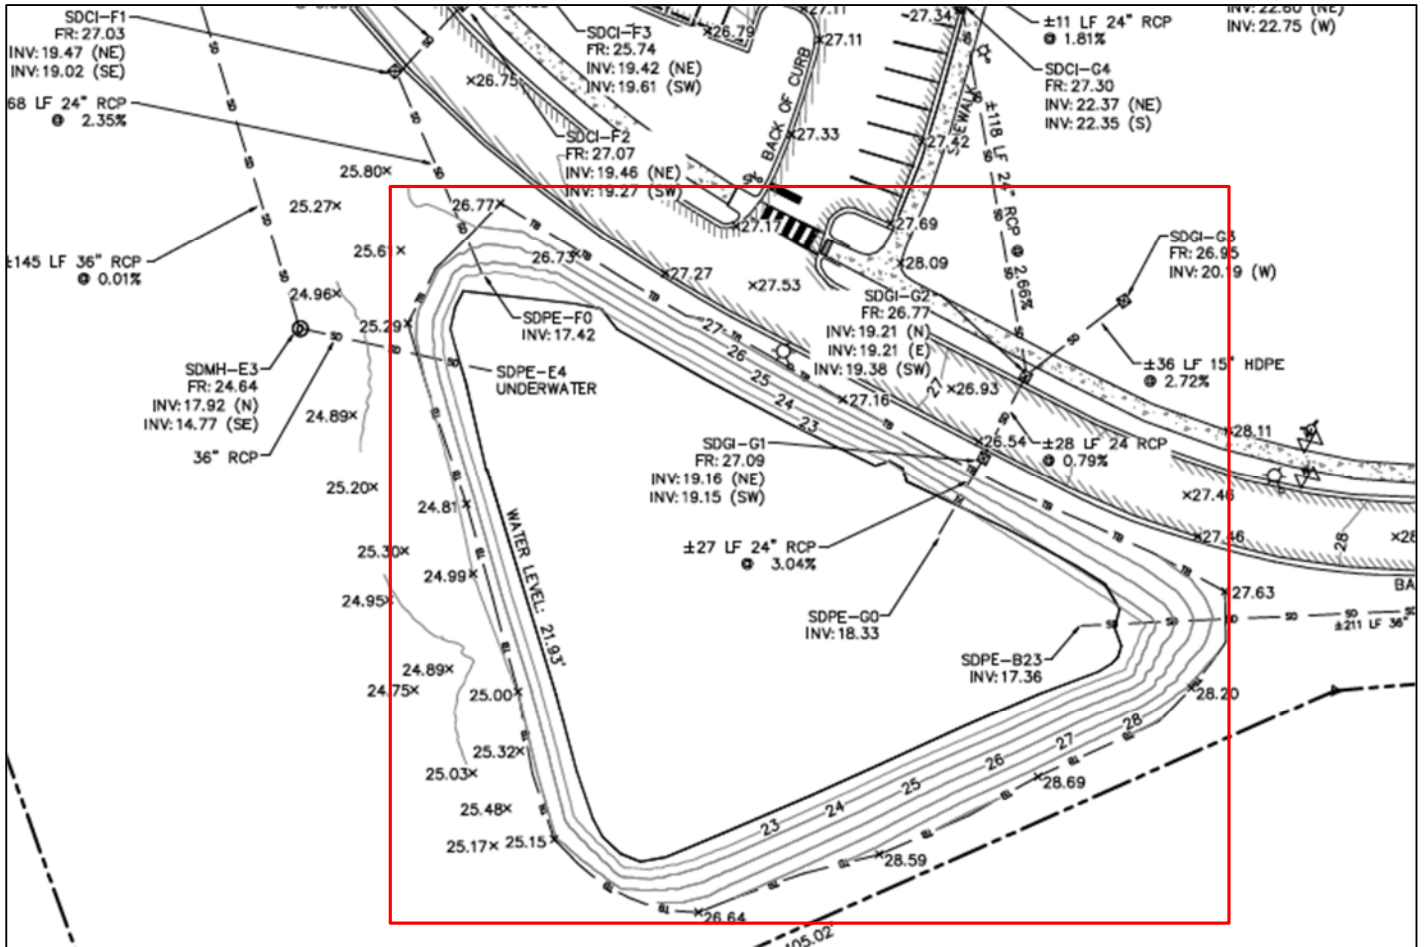 SDCI-F1
FR: 27.03
INV: 19.47 (NE)
INV: 19.02 (SE)
68 LF 24" RCP
@ 2.35%
SDCI-F3
FR: 25.74
INV: 19.42 (NE)
INV: 19.61 (SW)
×26.79
27.11
27.11
~27.34
±11 LF 24" RCP
@ 1.81%
INV: 22.75 (W)
SDCI-G4
FR: 27.30
INV: 22.37 (NE)
INV: 22.35 (S)
×26.75
BACK OF CURB
×27.33
×27.42
±118 LF 24" RCP @ 2.66%
SDCI-F2
FR: 27.07
INV: 19.46 (NE)
INV: 19.27 (SW)
25.80×
25.27×
26.77×
×27.17
×27.69
×28.09
SDGI-G3
FR: 26.95
INV: 20.19 (W)
±145 LF 36" RCP
@ 0.01%
24.96×
26.73×
×27.27
×27.53
25.29×
SDPE-F0
INV: 17.42
SDGI-G2
FR: 26.77
INV: 19.21 (N)
INV: 19.21 (E)
INV: 19.38 (SW)
27
26
25
24
23
±36 LF 15" HDPE
@ 2.72%
SDMH-E3
FR: 24.64
INV: 17.92 (N)
INV: 14.77 (SE)
36" RCP
SDPE-E4
UNDERWATER
27
×26.93
×27.16
24.89×
×26.54
×28.11
±28 LF 24 RCP
@ 0.79%
SDGI-G1
FR: 27.09
INV: 19.16 (NE)
INV: 19.15 (SW)
25.20×
24.81×
×27.46
×27.46
28
×28
±27 LF 24" RCP
@ 3.04%
25.30×
24.99×
24.95×
WATER LEVEL: 21.93'
×27.63
BA
±211 LF 36"
SDPE-G0
INV: 18.33
SDPE-B23
INV: 17.36
24.89×
24.75×
25.00×
×28.20
25.32×
25.03×
28
27
26
25
24
23
×28.69
25.48×
25.17×
25.15×
×28.59
26.64
105.02'